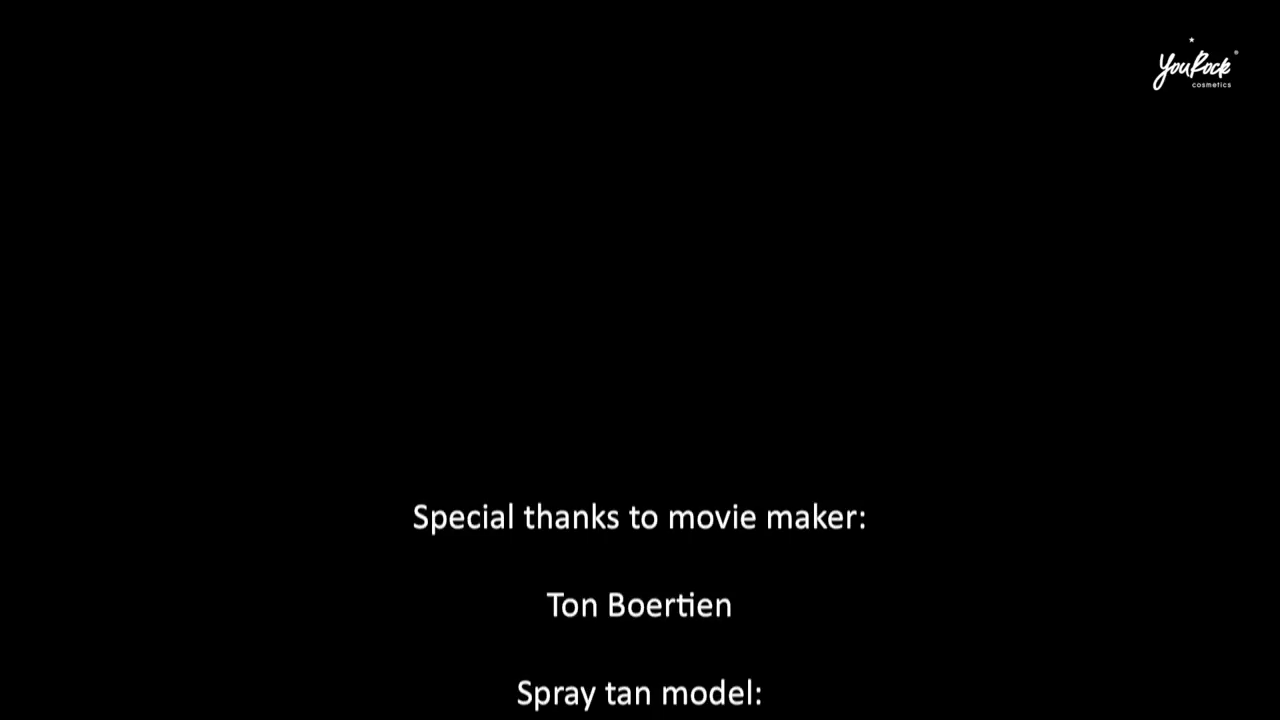 YouRock
cosmetics
Special thanks to movie maker:
Ton Boertien
Spray tan model: